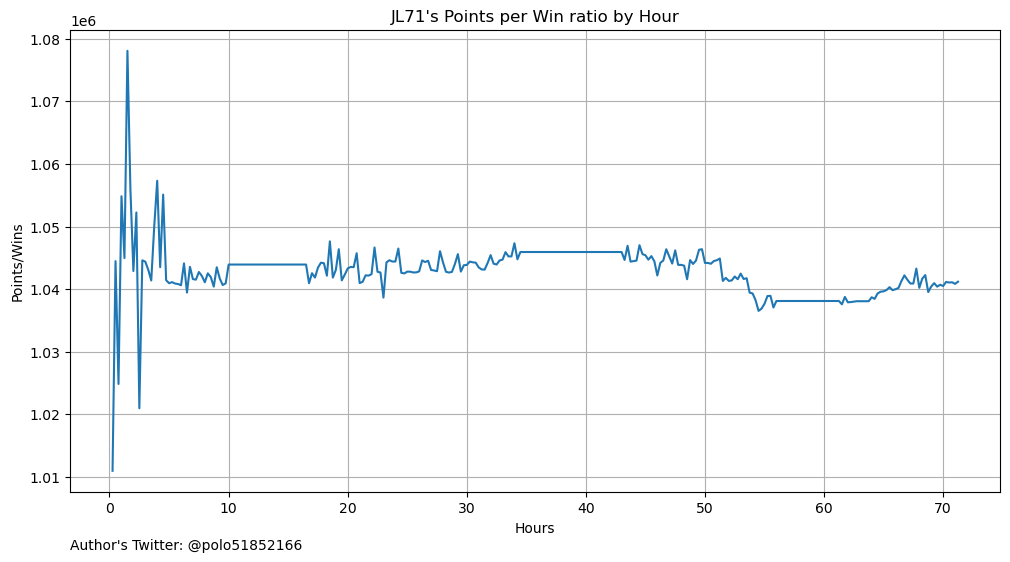 JL71's Points per Win ratio by Hour
1e6
1.08
1.07
1.06
1.05
1.04
1.03
1.02
1.01
Points/Wins
0 10 20 30 40 50 60 70
Hours
Author's Twitter: @polo51852166